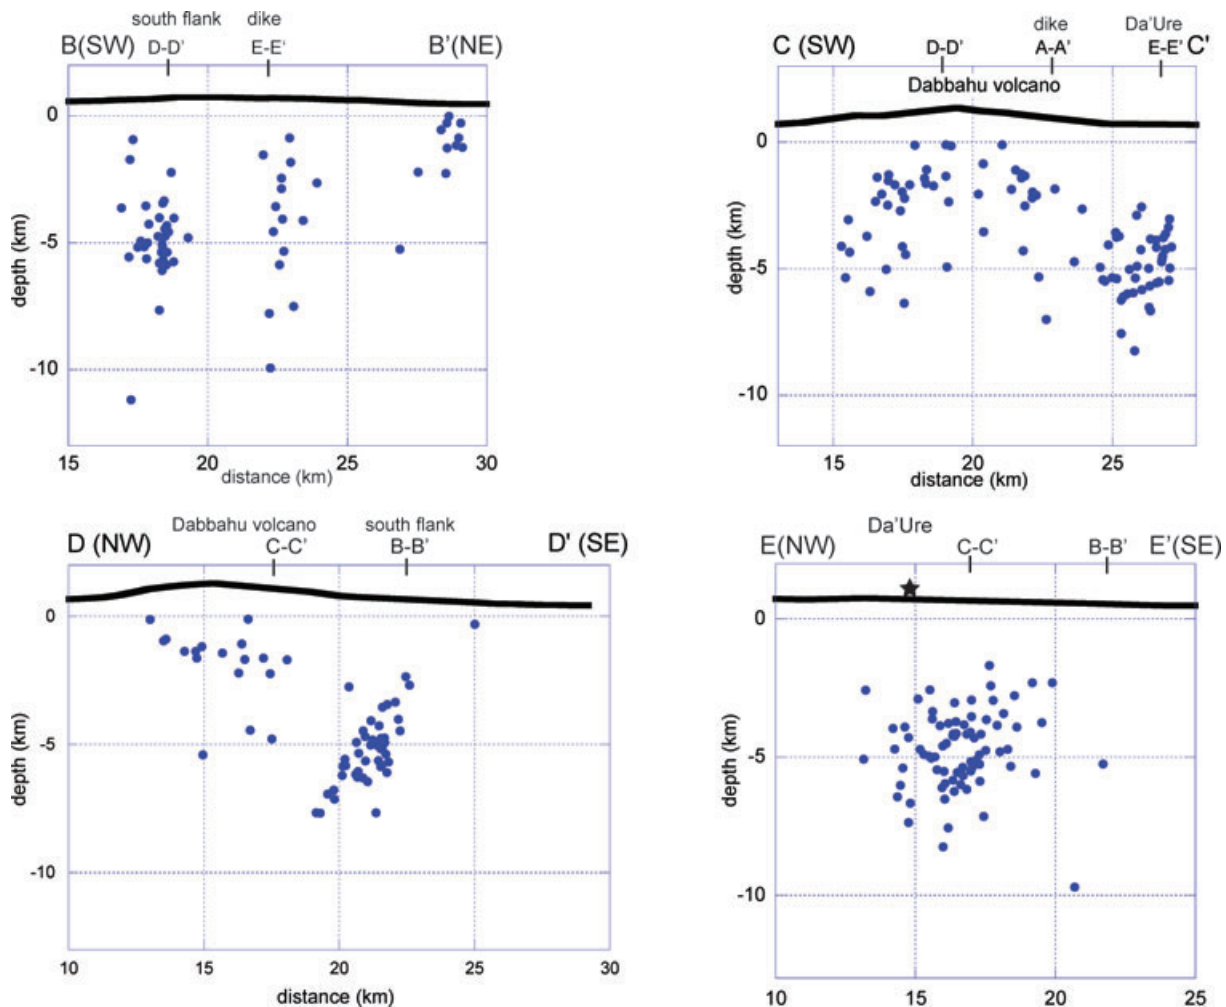 south flank dike
B(SW) D-D' E-E' B'(NE)
0
-5
-10
depth (km)
15 20 25 30
distance (km)
dike Da'Ure
C (SW) D-D' A-A' E-E' C'
Dabbahu volcano
0
-5
-10
depth (km)
15 20 25
distance (km)
Dabbahu volcano south flank
D (NW) C-C' B-B' D' (SE)
0
-5
-10
depth (km)
10 15 20 25 30
distance (km)
Da'Ure
E(NW) C-C' B-B' E'(SE)
0
-5
-10
depth (km)
10 15 20 25
distance (km)